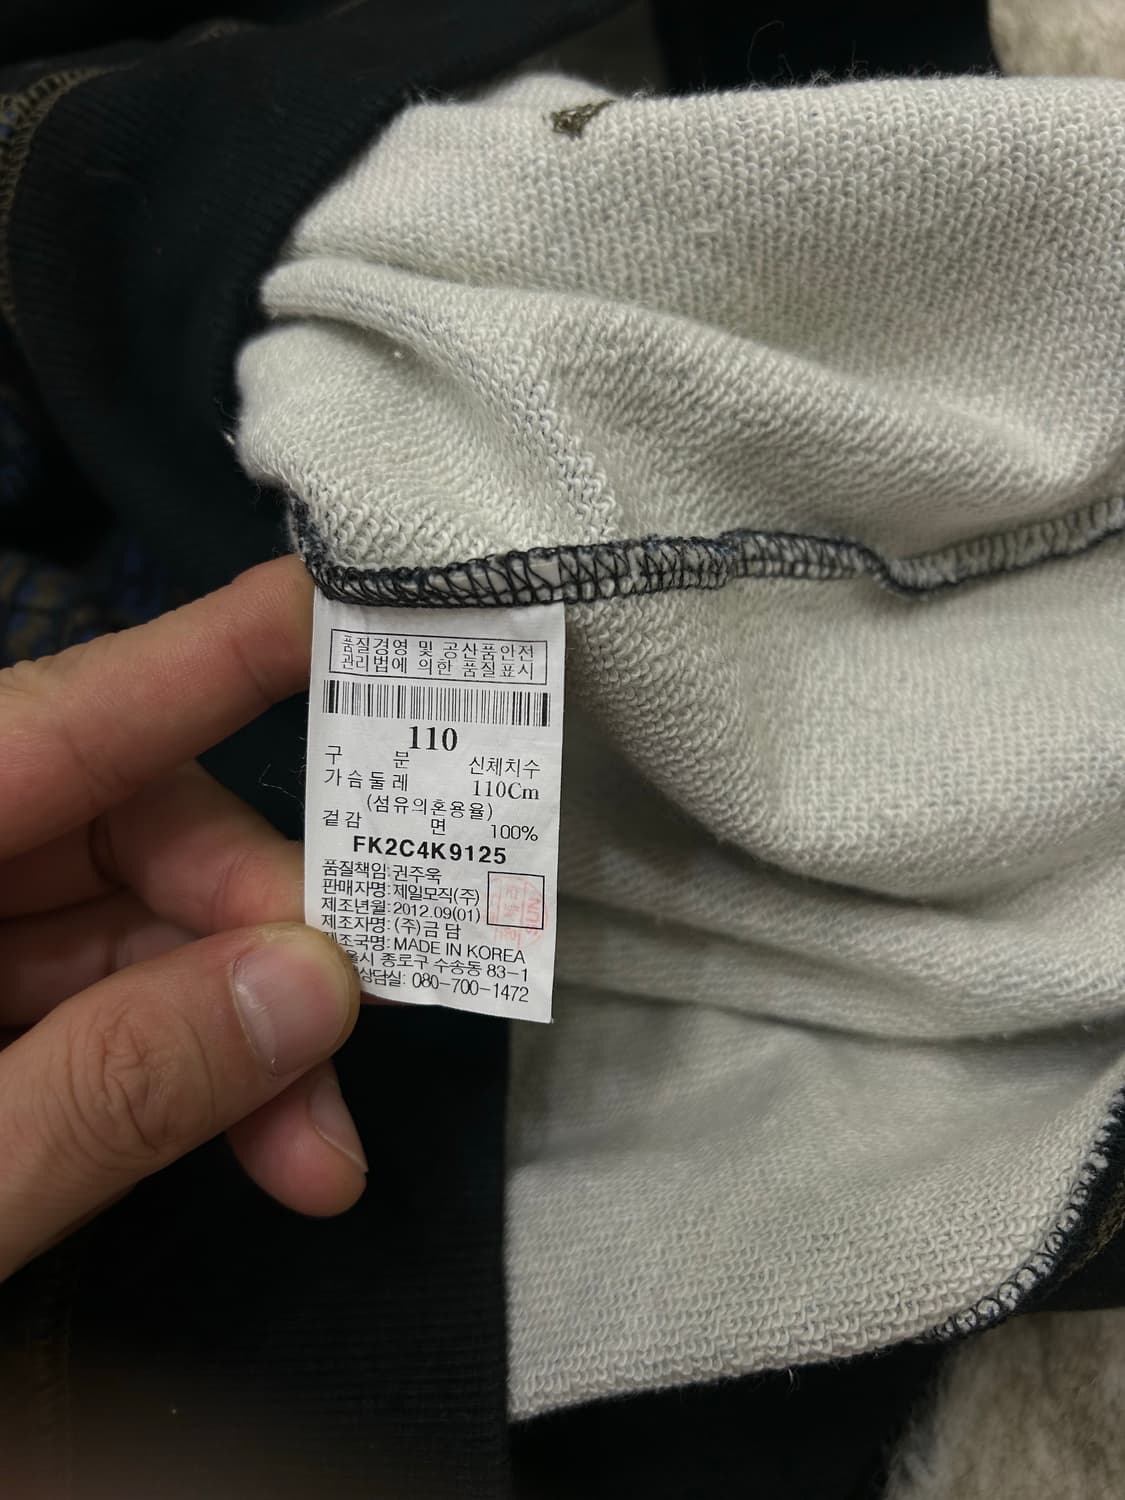 품질경영 및 공산품안전
관리법에 의한 품질표시
110
구 분 신체치수
가슴둘레 110Cm
(섬유의혼용율)
겉감 면 100%
FK2C4K9125
품질책임:권주욱
판매자명:제일모직(주)
제조년월:2012.09(01)
제조자명:(주)금담
제조국명:MADE IN KOREA
종로구 수송동 83-1
상담실: 080-700-1472